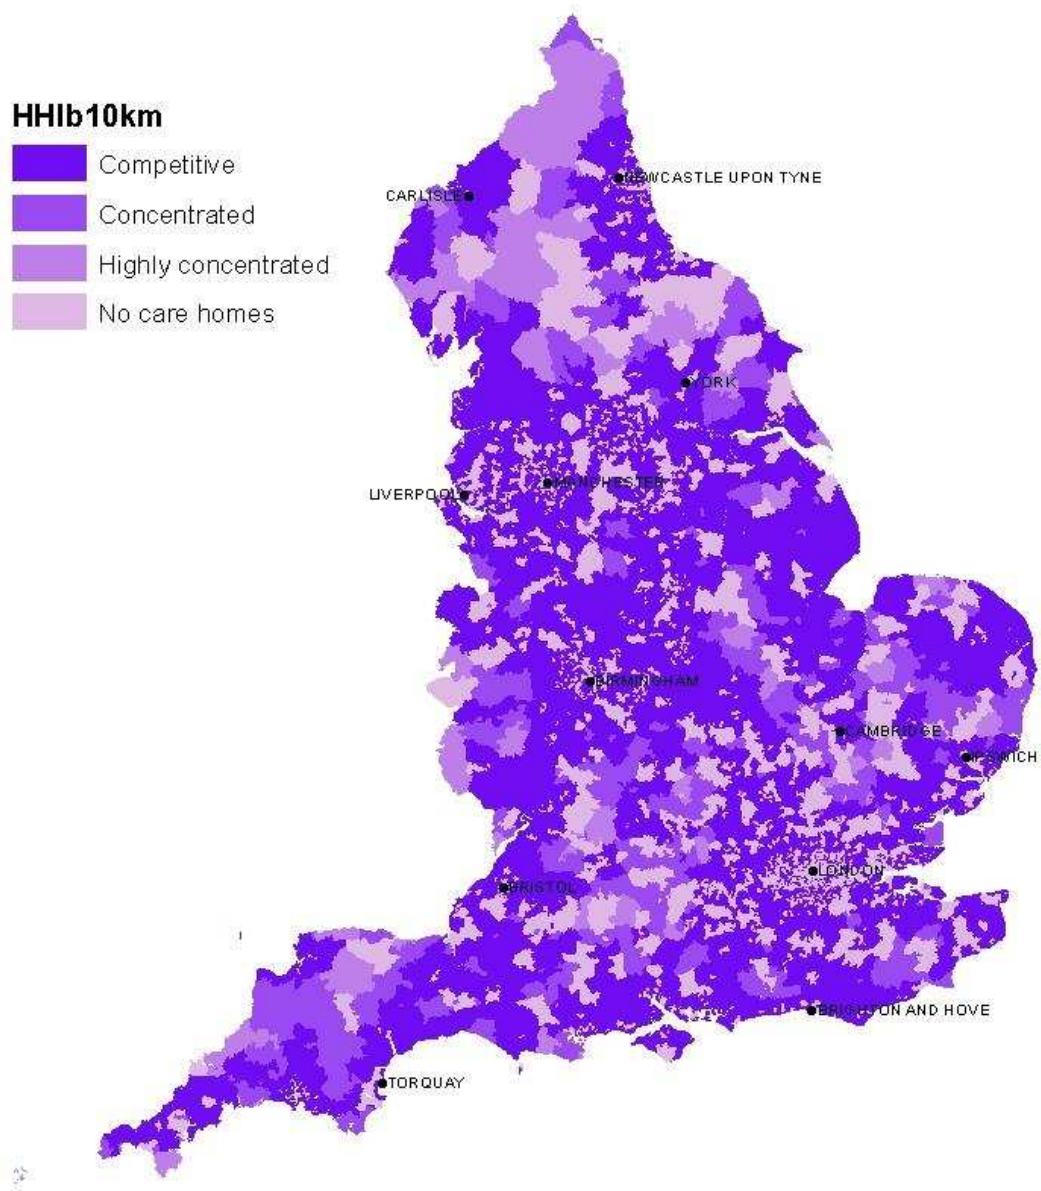 HHIb10km
Competitive
Concentrated
Highly concentrated
No care homes
NEWCASTLE UPON TYNE
CARLISLE
YORK
MANCHESTER
LIVERPOOL
BIRMINGHAM
CAMBRIDGE
IPSWICH
LONDON
BRISTOL
BRIGHTON AND HOVE
TORQUAY